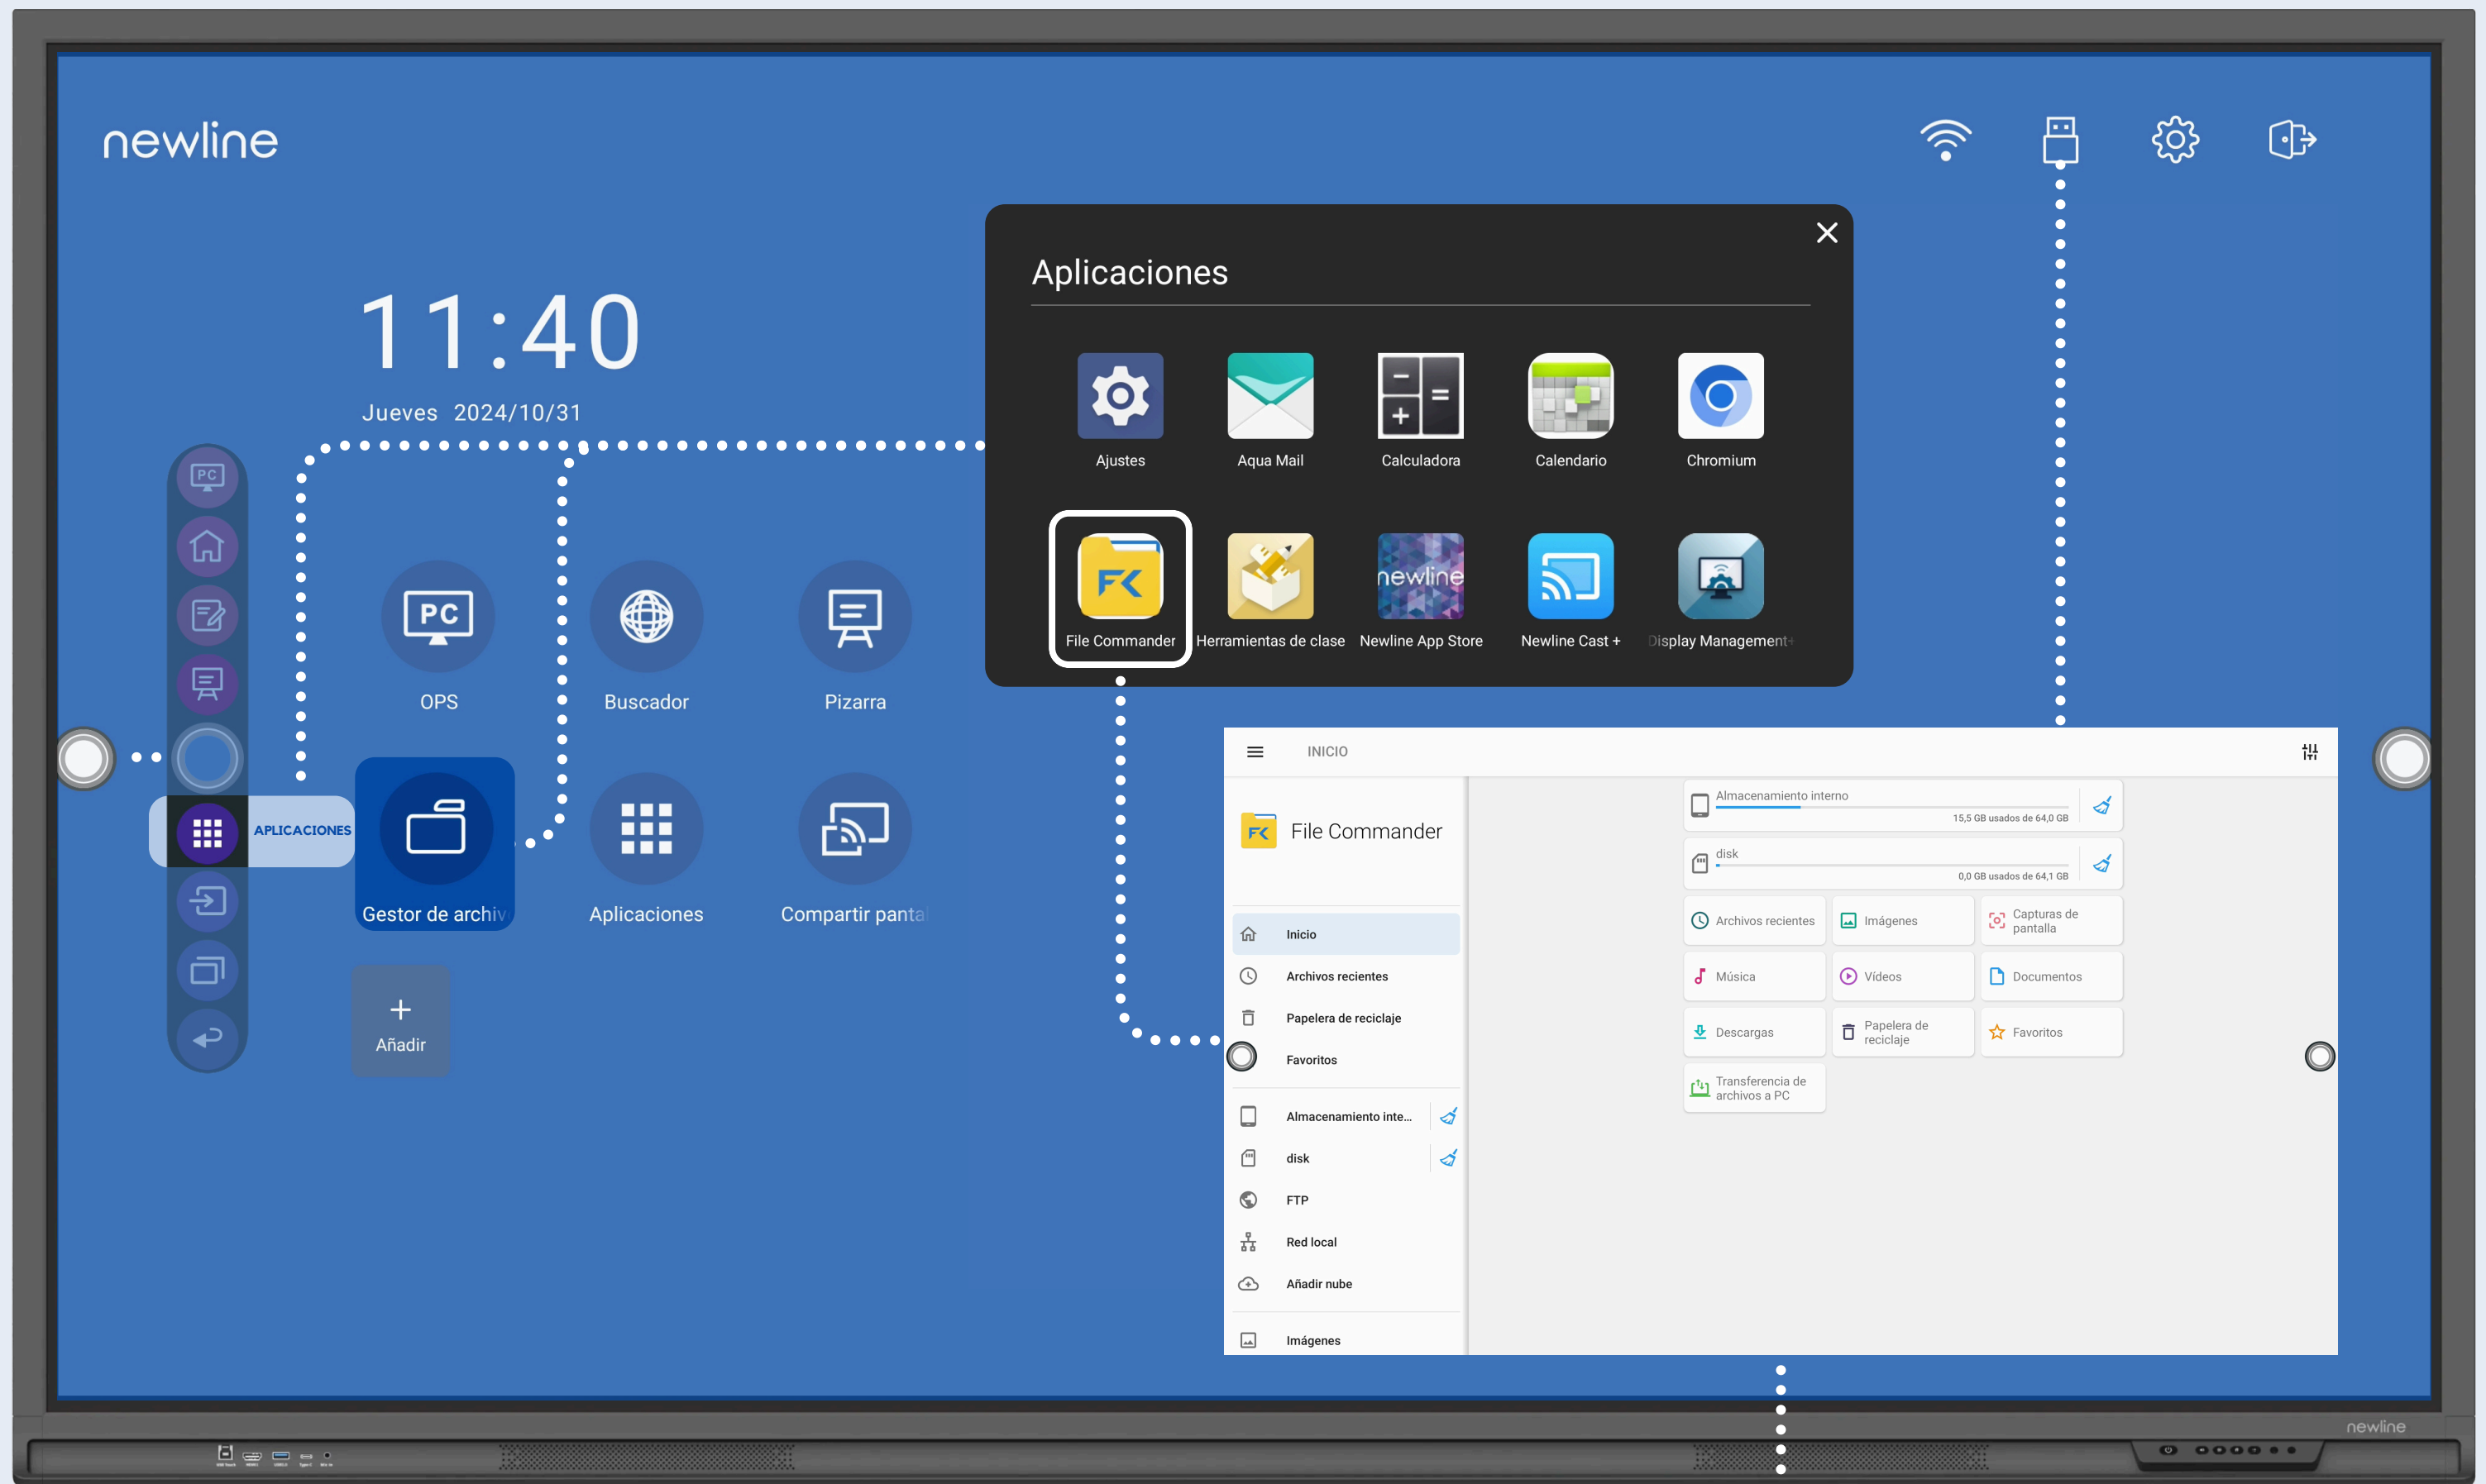 newline
11:40
Jueves 2024/10/31
PC
APLICACIONES
PC
OPS
Buscador
Pizarra
Gestor de archiv
Aplicaciones
Compartir panta
+
Añadir
Aplicaciones
Ajustes
Aqua Mail
Calculadora
Calendario
Chromium
newline
File Commander
Herramientas de clase
Newline App Store
Newline Cast +
Display Management+
INICIO
File Commander
Inicio
Archivos recientes
Papelera de reciclaje
Favoritos
Almacenamiento inte...
disk
FTP
Red local
Añadir nube
Imágenes
Almacenamiento interno
15,5 GB usados de 64,0 GB
disk
0,0 GB usados de 64,1 GB
Archivos recientes
Imágenes
Capturas de
pantalla
Música
Vídeos
Documentos
Descargas
Papelera de
reciclaje
Favoritos
Transferencia de
archivos a PC
newline